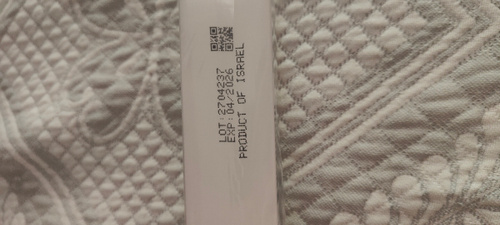 LOT:2704237
EXP:04/2026
PRODUCT OF ISRAEL